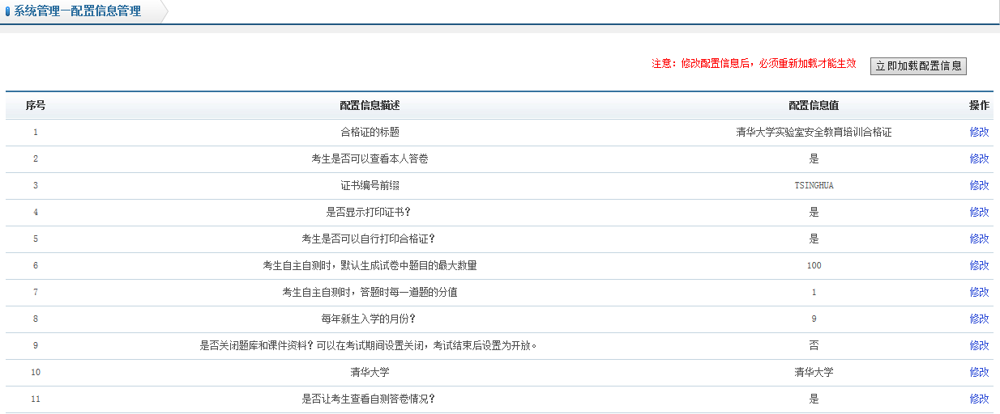 系统管理—配置信息管理
注意：修改配置信息后，必须重新加载才能生效 立即加载配置信息
序号 配置信息描述 配置信息值 操作
1 合格证的标题 清华大学实验室安全教育培训合格证 修改
2 考生是否可以查看本人答卷 是 修改
3 证书编号前缀 TSINGHUA 修改
4 是否显示打印证书？ 是 修改
5 考生是否可以自行打印合格证？ 是 修改
6 考生自主自测时，默认生成试卷中题目的最大数量 100 修改
7 考生自主自测时，答题时每一道题的分值 1 修改
8 每年新生入学的月份？ 9 修改
9 是否关闭题库和课件资料？可以在考试期间设置关闭，考试结束后设置为开放。 否 修改
10 清华大学 清华大学 修改
11 是否让考生查看自测答卷情况？ 是 修改